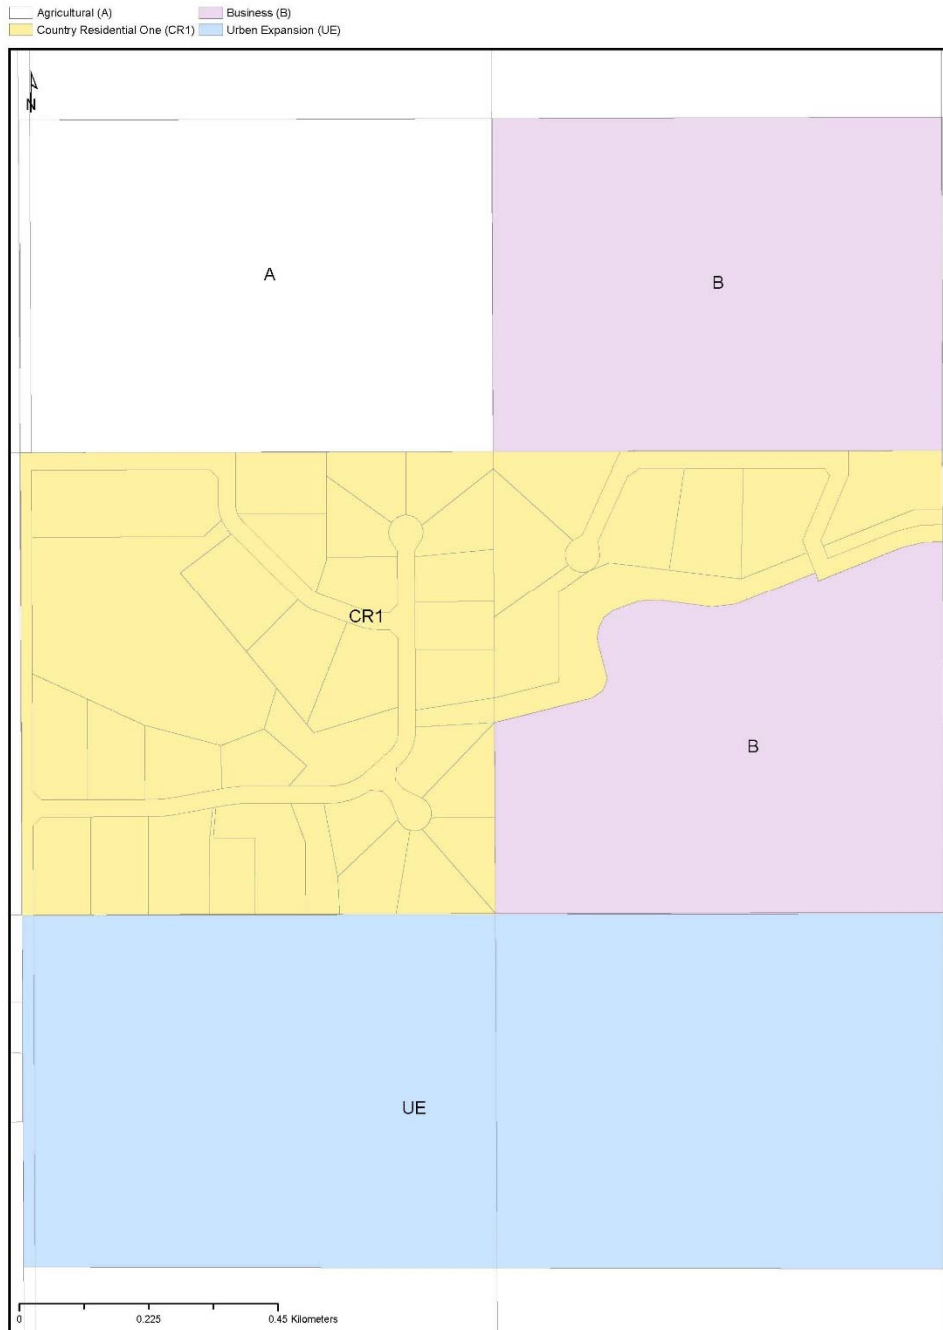 Agricultural (A)
Business (B)
Country Residential One (CR1)
Urben Expansion (UE)
N
A
B
CR1
B
UE
0
0.225
0.45 Kilometers